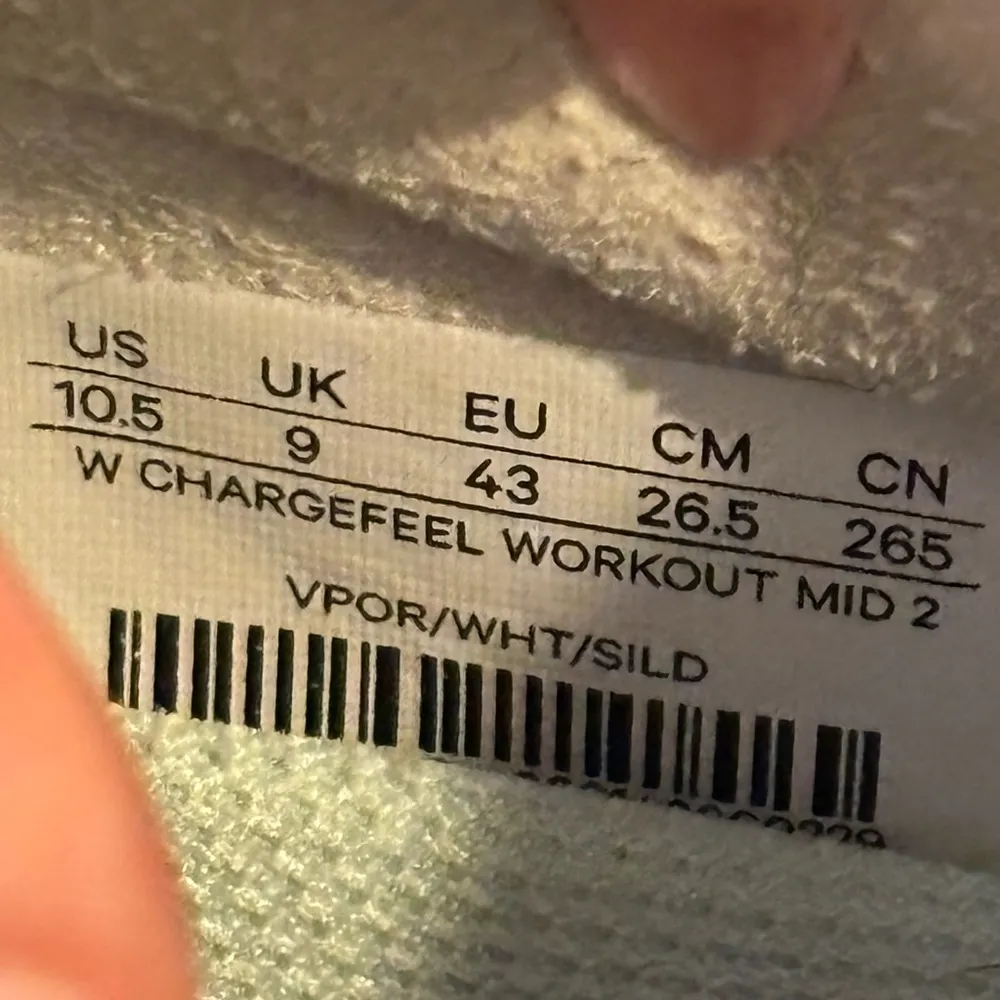 US UK EU CM CN
10.5 9 43 26.5 265
W CHARGEFEEL WORKOUT MID 2
VPOR/WHT/SILD